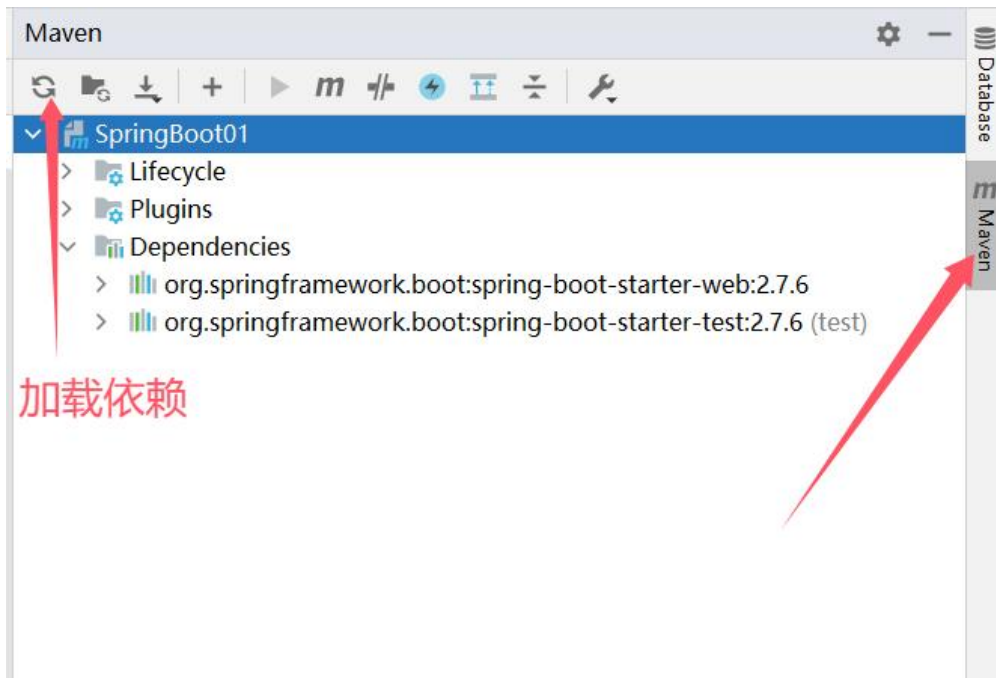 Maven
Database
m
SpringBoot01
Lifecycle
Plugins
Maven
Dependencies
org.springframework.boot:spring-boot-starter-web:2.7.6
org.springframework.boot:spring-boot-starter-test:2.7.6 (test)
加载依赖